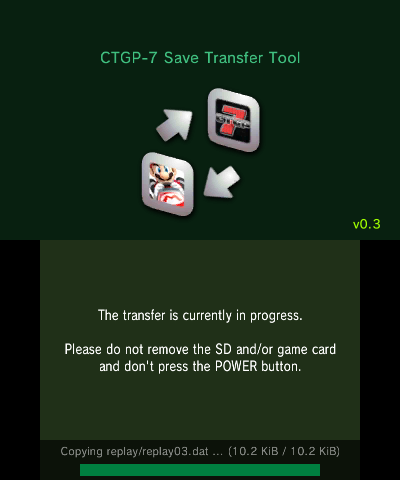 CTGP-7 Save Transfer Tool
7
v0.3
The transfer is currently in progress.
Please do not remove the SD and/or game card
and don't press the POWER button.
Copying replay/replay03.dat ... (10.2 KiB / 10.2 KiB)